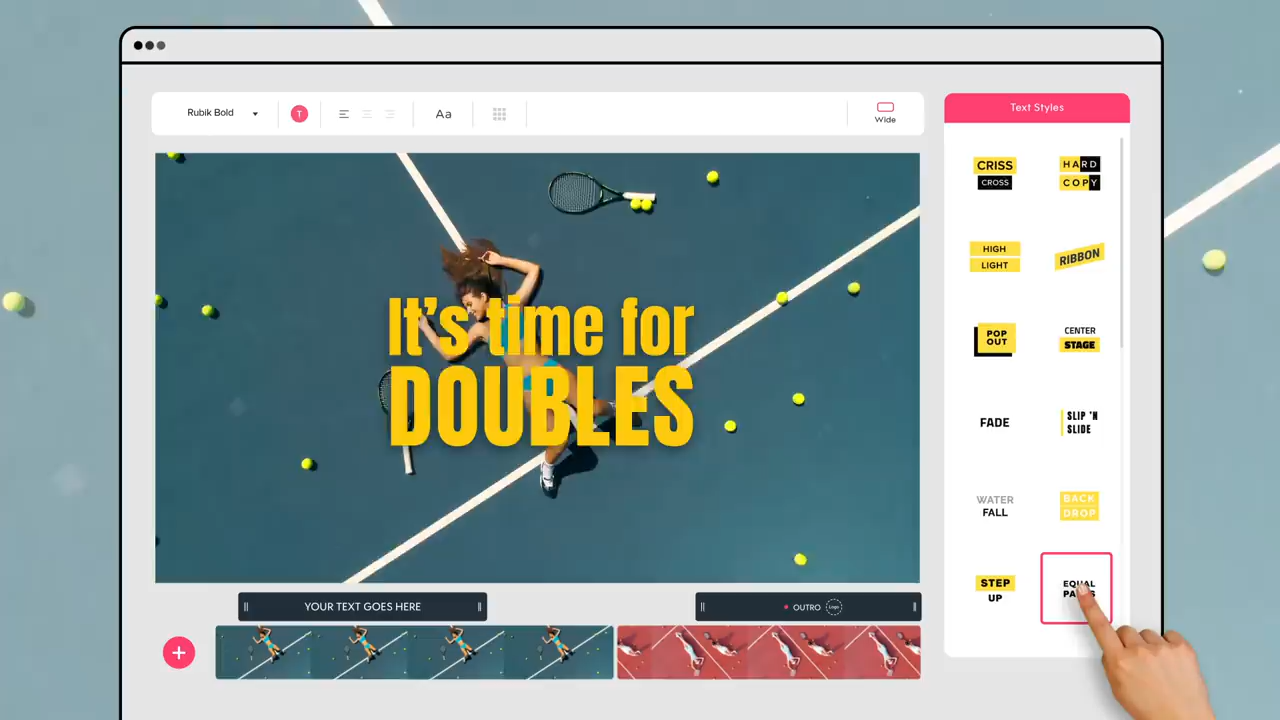 Rubik Bold
T
Aa
Wide
Text Styles
CRISS
CROSS
HARD
COPY
HIGH
LIGHT
RIBBON
POP
OUT
CENTER
STAGE
FADE
SLIP 'N
SLIDE
WATER
FALL
BACK
DROP
STEP
UP
EQUAL
It's time for
DOUBLES
YOUR TEXT GOES HERE
OUTRO
Logo